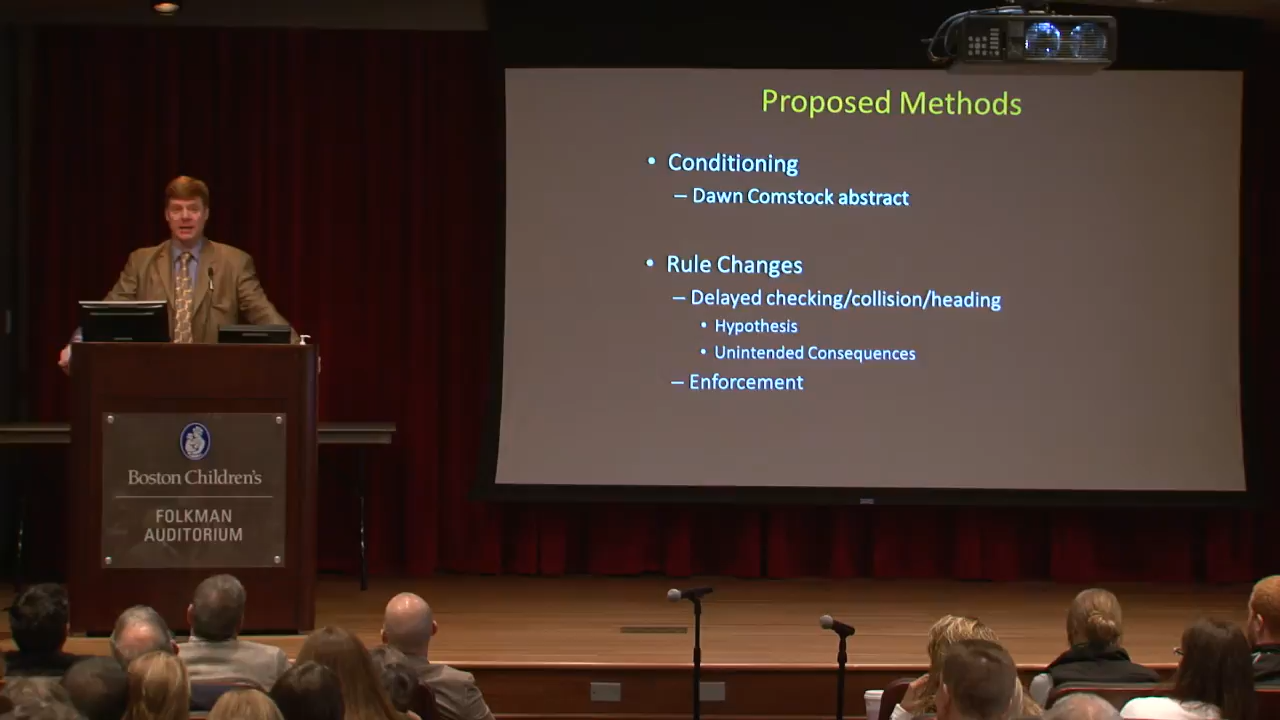 Proposed Methods
• Conditioning
– Dawn Comstock abstract
• Rule Changes
– Delayed checking/collision/heading
• Hypothesis
• Unintended Consequences
– Enforcement
Boston Children's
FOLKMAN
AUDITORIUM